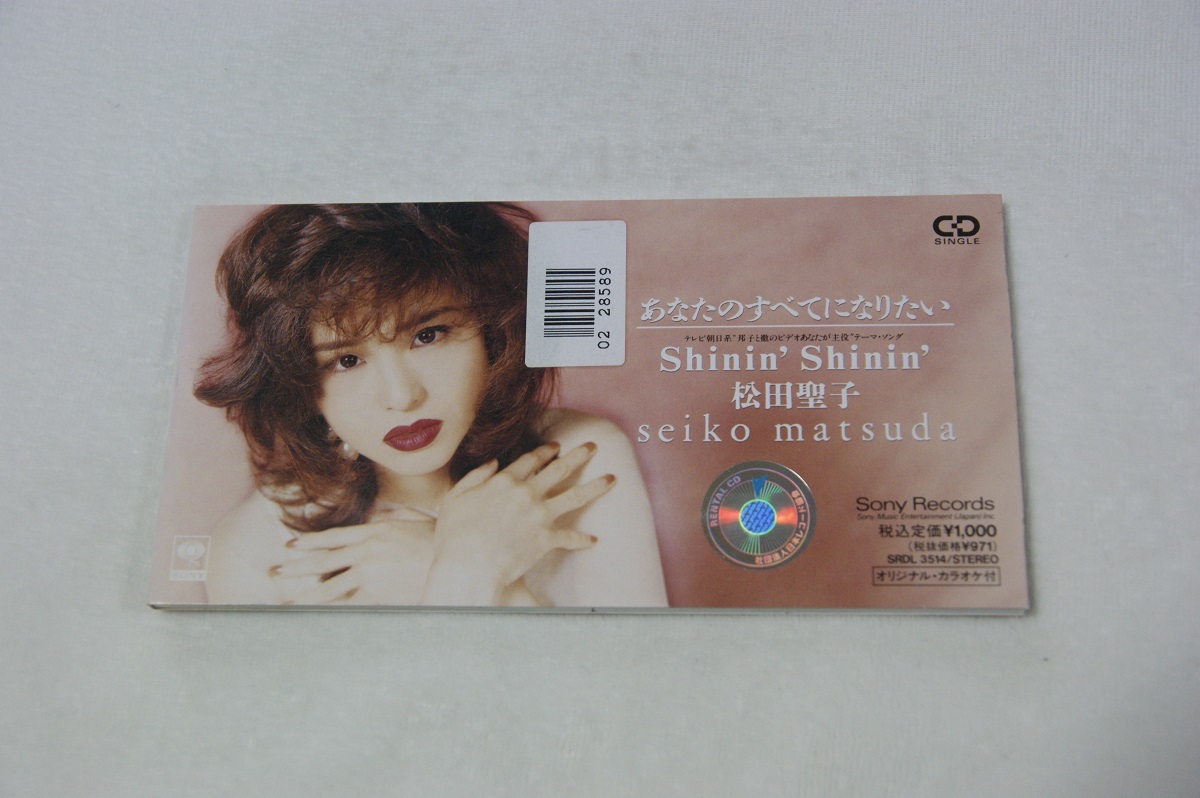 CD
SINGLE
02 28589
あなたのすべてになりたい
テレビ朝日系"邦子と徹のビデオあなたが主役"テーマ・ソング
Shinin' Shinin'
松田聖子
seiko matsuda
RENTAL CD
Sony Records
Sony Music Entertainment (Japan) Inc.
税込定価¥1,000
(税抜価格¥971)
SRDL 3514/STEREO
オリジナル・カラオケ付